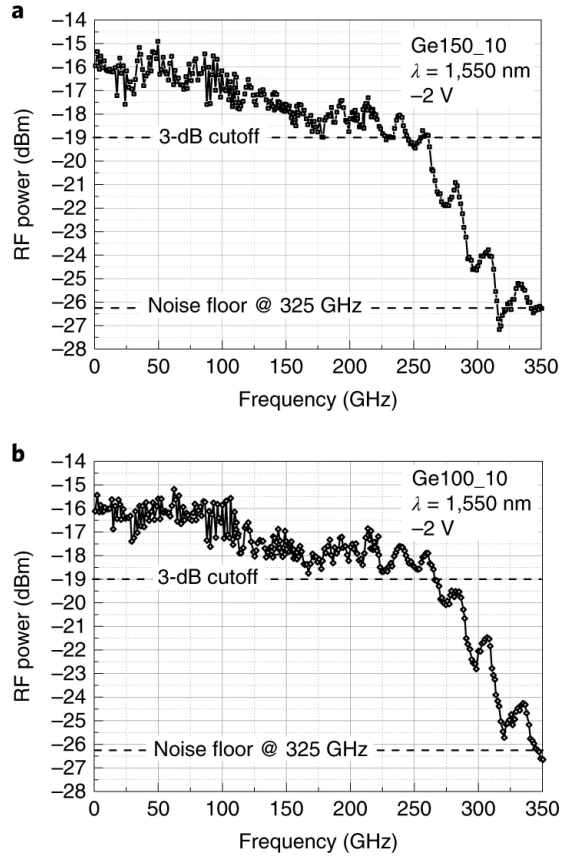 a
−14
−15
−16
−17
−18
−19
−20
−21
−22
−23
−24
−25
−26
−27
−28
RF power (dBm)
Ge150_10
λ = 1,550 nm
–2 V
3-dB cutoff
Noise floor @ 325 GHz
0 50 100 150 200 250 300 350
Frequency (GHz)
b
−14
−15
−16
−17
−18
−19
−20
−21
−22
−23
−24
−25
−26
−27
−28
RF power (dBm)
Ge100_10
λ = 1,550 nm
–2 V
3-dB cutoff
Noise floor @ 325 GHz
0 50 100 150 200 250 300 350
Frequency (GHz)